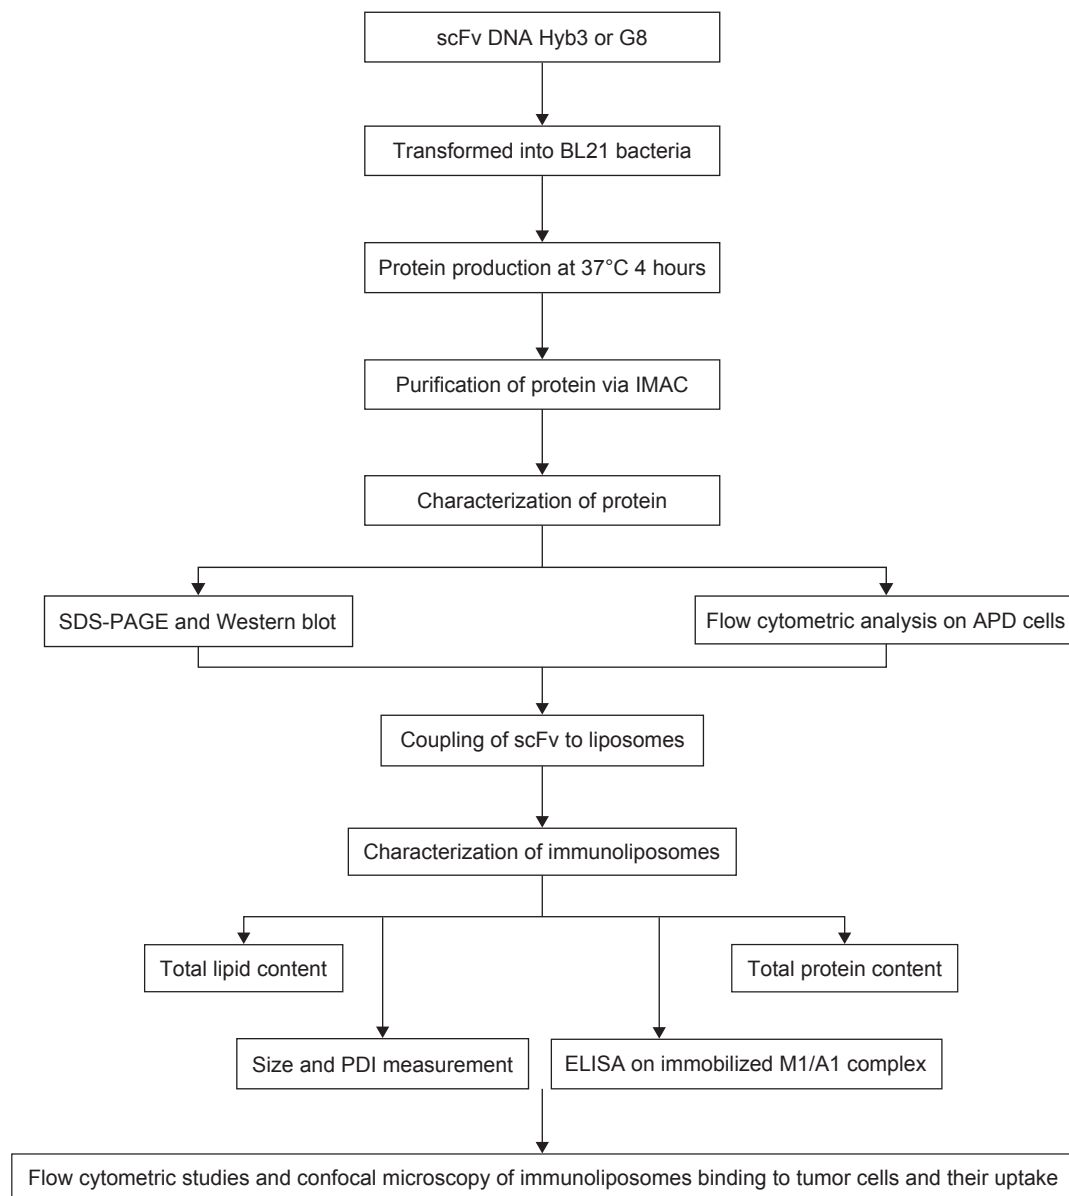 scFv DNA Hyb3 or G8
Transformed into BL21 bacteria
Protein production at 37°C 4 hours
Purification of protein via IMAC
Characterization of protein
SDS-PAGE and Western blot
Flow cytometric analysis on APD cells
Coupling of scFv to liposomes
Characterization of immunoliposomes
Total lipid content
Total protein content
Size and PDI measurement
ELISA on immobilized M1/A1 complex
Flow cytometric studies and confocal microscopy of immunoliposomes binding to tumor cells and their uptake